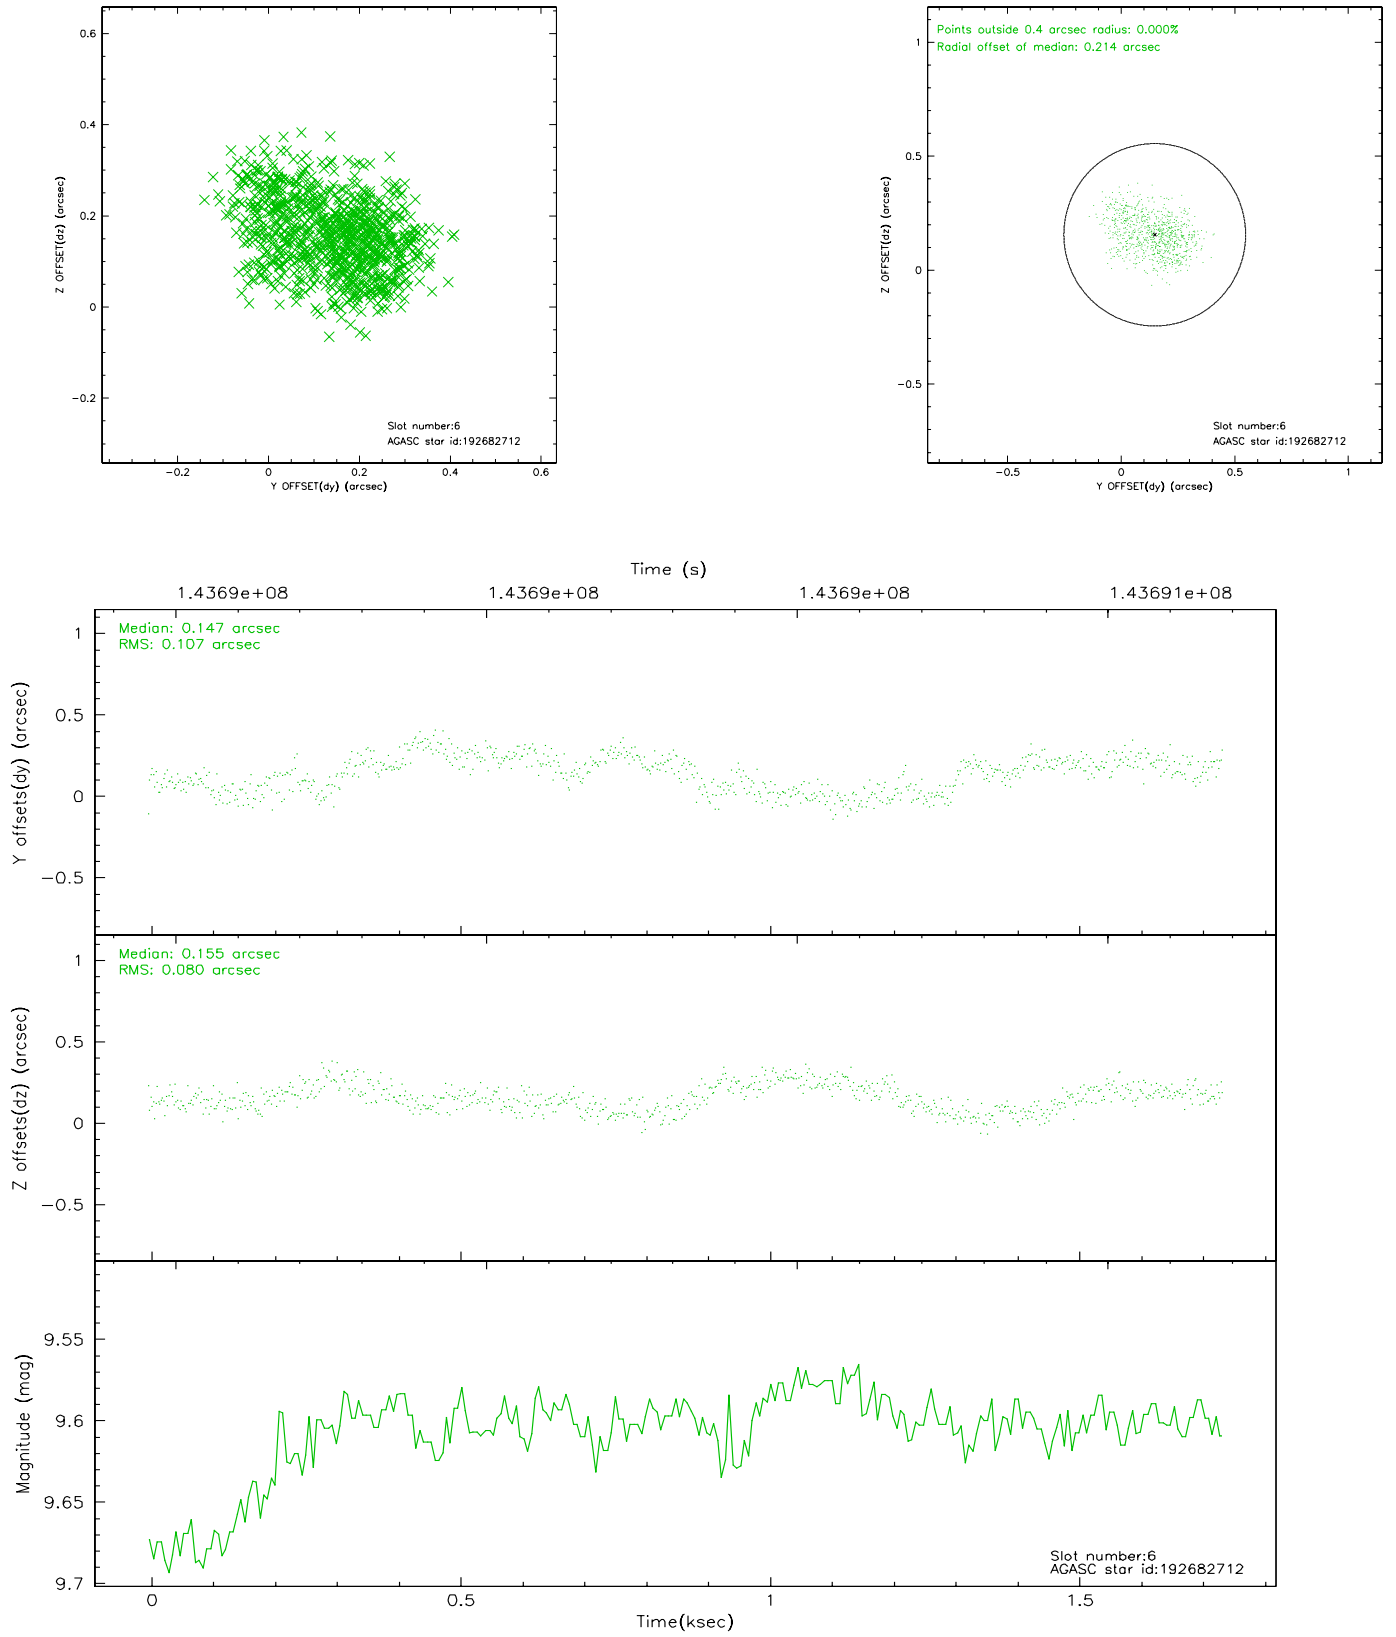 0.6
0.4
0.2
0
−0.2
Z OFFSET(dz) (arcsec)
Slot number:6
AGASC star id:192682712
−0.2 0 0.2 0.4 0.6
Y OFFSET(dy) (arcsec)
Points outside 0.4 arcsec radius: 0.000%
Radial offset of median: 0.214 arcsec
1
0.5
0
−0.5
Z OFFSET(dz) (arcsec)
Slot number:6
AGASC star id:192682712
−0.5 0 0.5 1
Y OFFSET(dy) (arcsec)
Time (s)
1.4369e+08 1.4369e+08 1.4369e+08 1.43691e+08
Median: 0.147 arcsec
RMS: 0.107 arcsec
1
0.5
0
−0.5
Y offsets(dy) (arcsec)
Median: 0.155 arcsec
RMS: 0.080 arcsec
1
0.5
0
−0.5
Z offsets(dz) (arcsec)
9.55
9.6
9.65
9.7
Magnitude (mag)
Slot number:6
AGASC star id:192682712
0 0.5 1 1.5
Time(ksec)